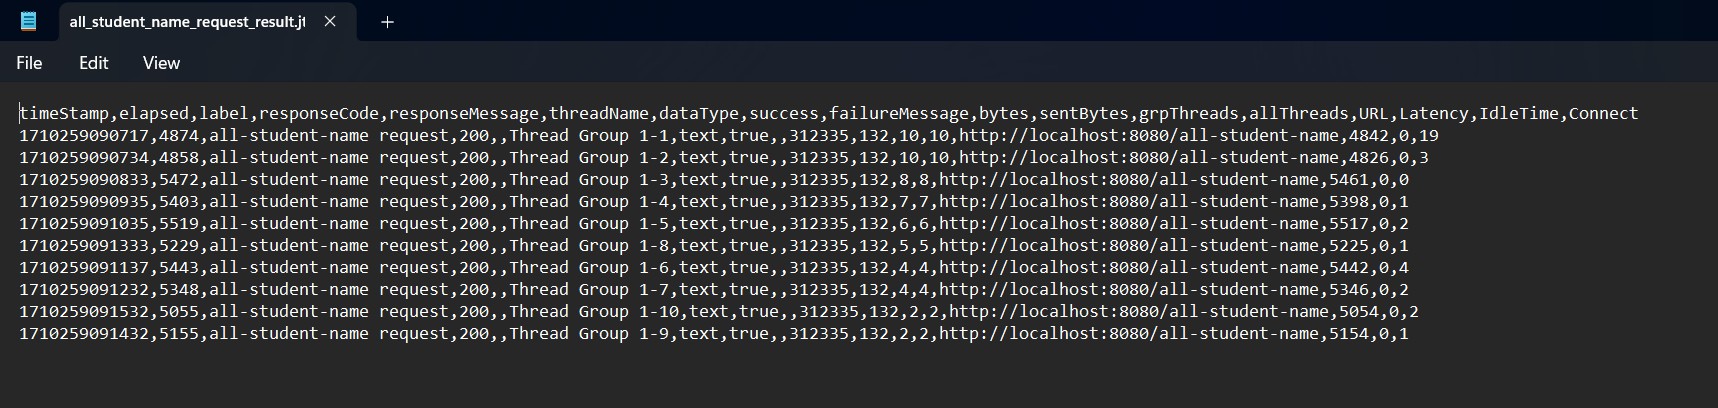 all_student_name_request_result.jt
File Edit View
timeStamp,elapsed,label,responseCode,responseMessage,threadName,dataType,success,failureMessage,bytes,sentBytes,grpThreads,allThreads,URL,Latency,IdleTime,Connect
1710259090717,4874,all-student-name request,200,,Thread Group 1-1,text,true,,312335,132,10,10,http://localhost:8080/all-student-name,4842,0,19
1710259090734,4858,all-student-name request,200,,Thread Group 1-2,text,true,,312335,132,10,10,http://localhost:8080/all-student-name,4826,0,3
1710259090833,5472,all-student-name request,200,,Thread Group 1-3,text,true,,312335,132,8,8,http://localhost:8080/all-student-name,5461,0,0
1710259090935,5403,all-student-name request,200,,Thread Group 1-4,text,true,,312335,132,7,7,http://localhost:8080/all-student-name,5398,0,1
1710259091035,5519,all-student-name request,200,,Thread Group 1-5,text,true,,312335,132,6,6,http://localhost:8080/all-student-name,5517,0,2
1710259091333,5229,all-student-name request,200,,Thread Group 1-8,text,true,,312335,132,5,5,http://localhost:8080/all-student-name,5225,0,1
1710259091137,5443,all-student-name request,200,,Thread Group 1-6,text,true,,312335,132,4,4,http://localhost:8080/all-student-name,5442,0,4
1710259091232,5348,all-student-name request,200,,Thread Group 1-7,text,true,,312335,132,4,4,http://localhost:8080/all-student-name,5346,0,2
1710259091532,5055,all-student-name request,200,,Thread Group 1-10,text,true,,312335,132,2,2,http://localhost:8080/all-student-name,5054,0,2
1710259091432,5155,all-student-name request,200,,Thread Group 1-9,text,true,,312335,132,2,2,http://localhost:8080/all-student-name,5154,0,1